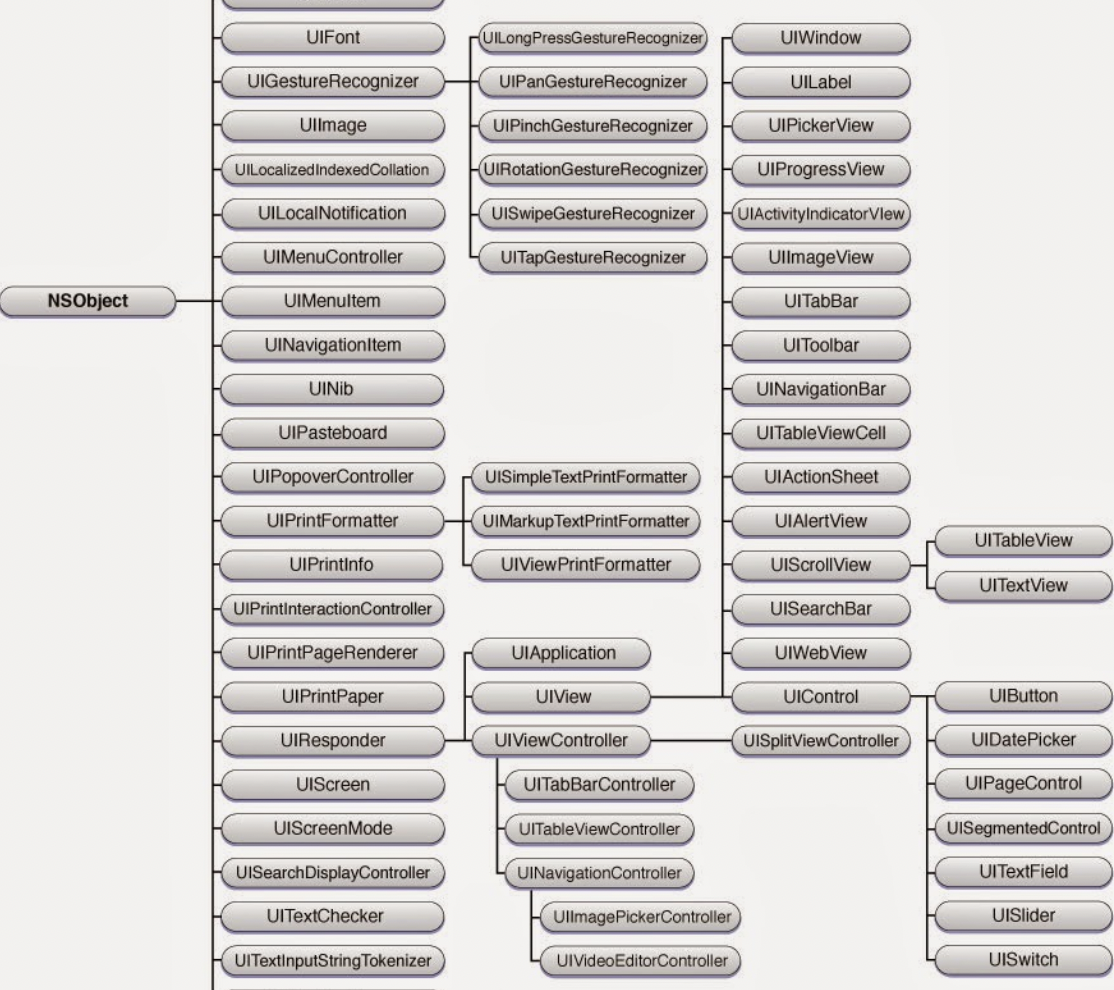 NSObject
UIFont
UIGestureRecognizer
UIImage
UILocalizedIndexedCollation
UILocalNotification
UIMenuController
UIMenuItem
UINavigationItem
UINib
UIPasteboard
UIPopoverController
UIPrintFormatter
UIPrintInfo
UIPrintInteractionController
UIPrintPageRenderer
UIPrintPaper
UIResponder
UIScreen
UIScreenMode
UISearchDisplayController
UITextChecker
UITextInputStringTokenizer
UILongPressGestureRecognizer
UIPanGestureRecognizer
UIPinchGestureRecognizer
UIRotationGestureRecognizer
UISwipeGestureRecognizer
UITapGestureRecognizer
UISimpleTextPrintFormatter
UIMarkupTextPrintFormatter
UIViewPrintFormatter
UIApplication
UIView
UIViewController
UITabBarController
UITableViewController
UINavigationController
UIImagePickerController
UIVideoEditorController
UIWindow
UILabel
UIPickerView
UIProgressView
UIActivityIndicatorVIew
UIImageView
UITabBar
UIToolbar
UINavigationBar
UITableViewCell
UIActionSheet
UIAlertView
UIScrollView
UISearchBar
UIWebView
UIControl
UISplitViewController
UITableView
UITextView
UIButton
UIDatePicker
UIPageControl
UISegmentedControl
UITextField
UISlider
UISwitch